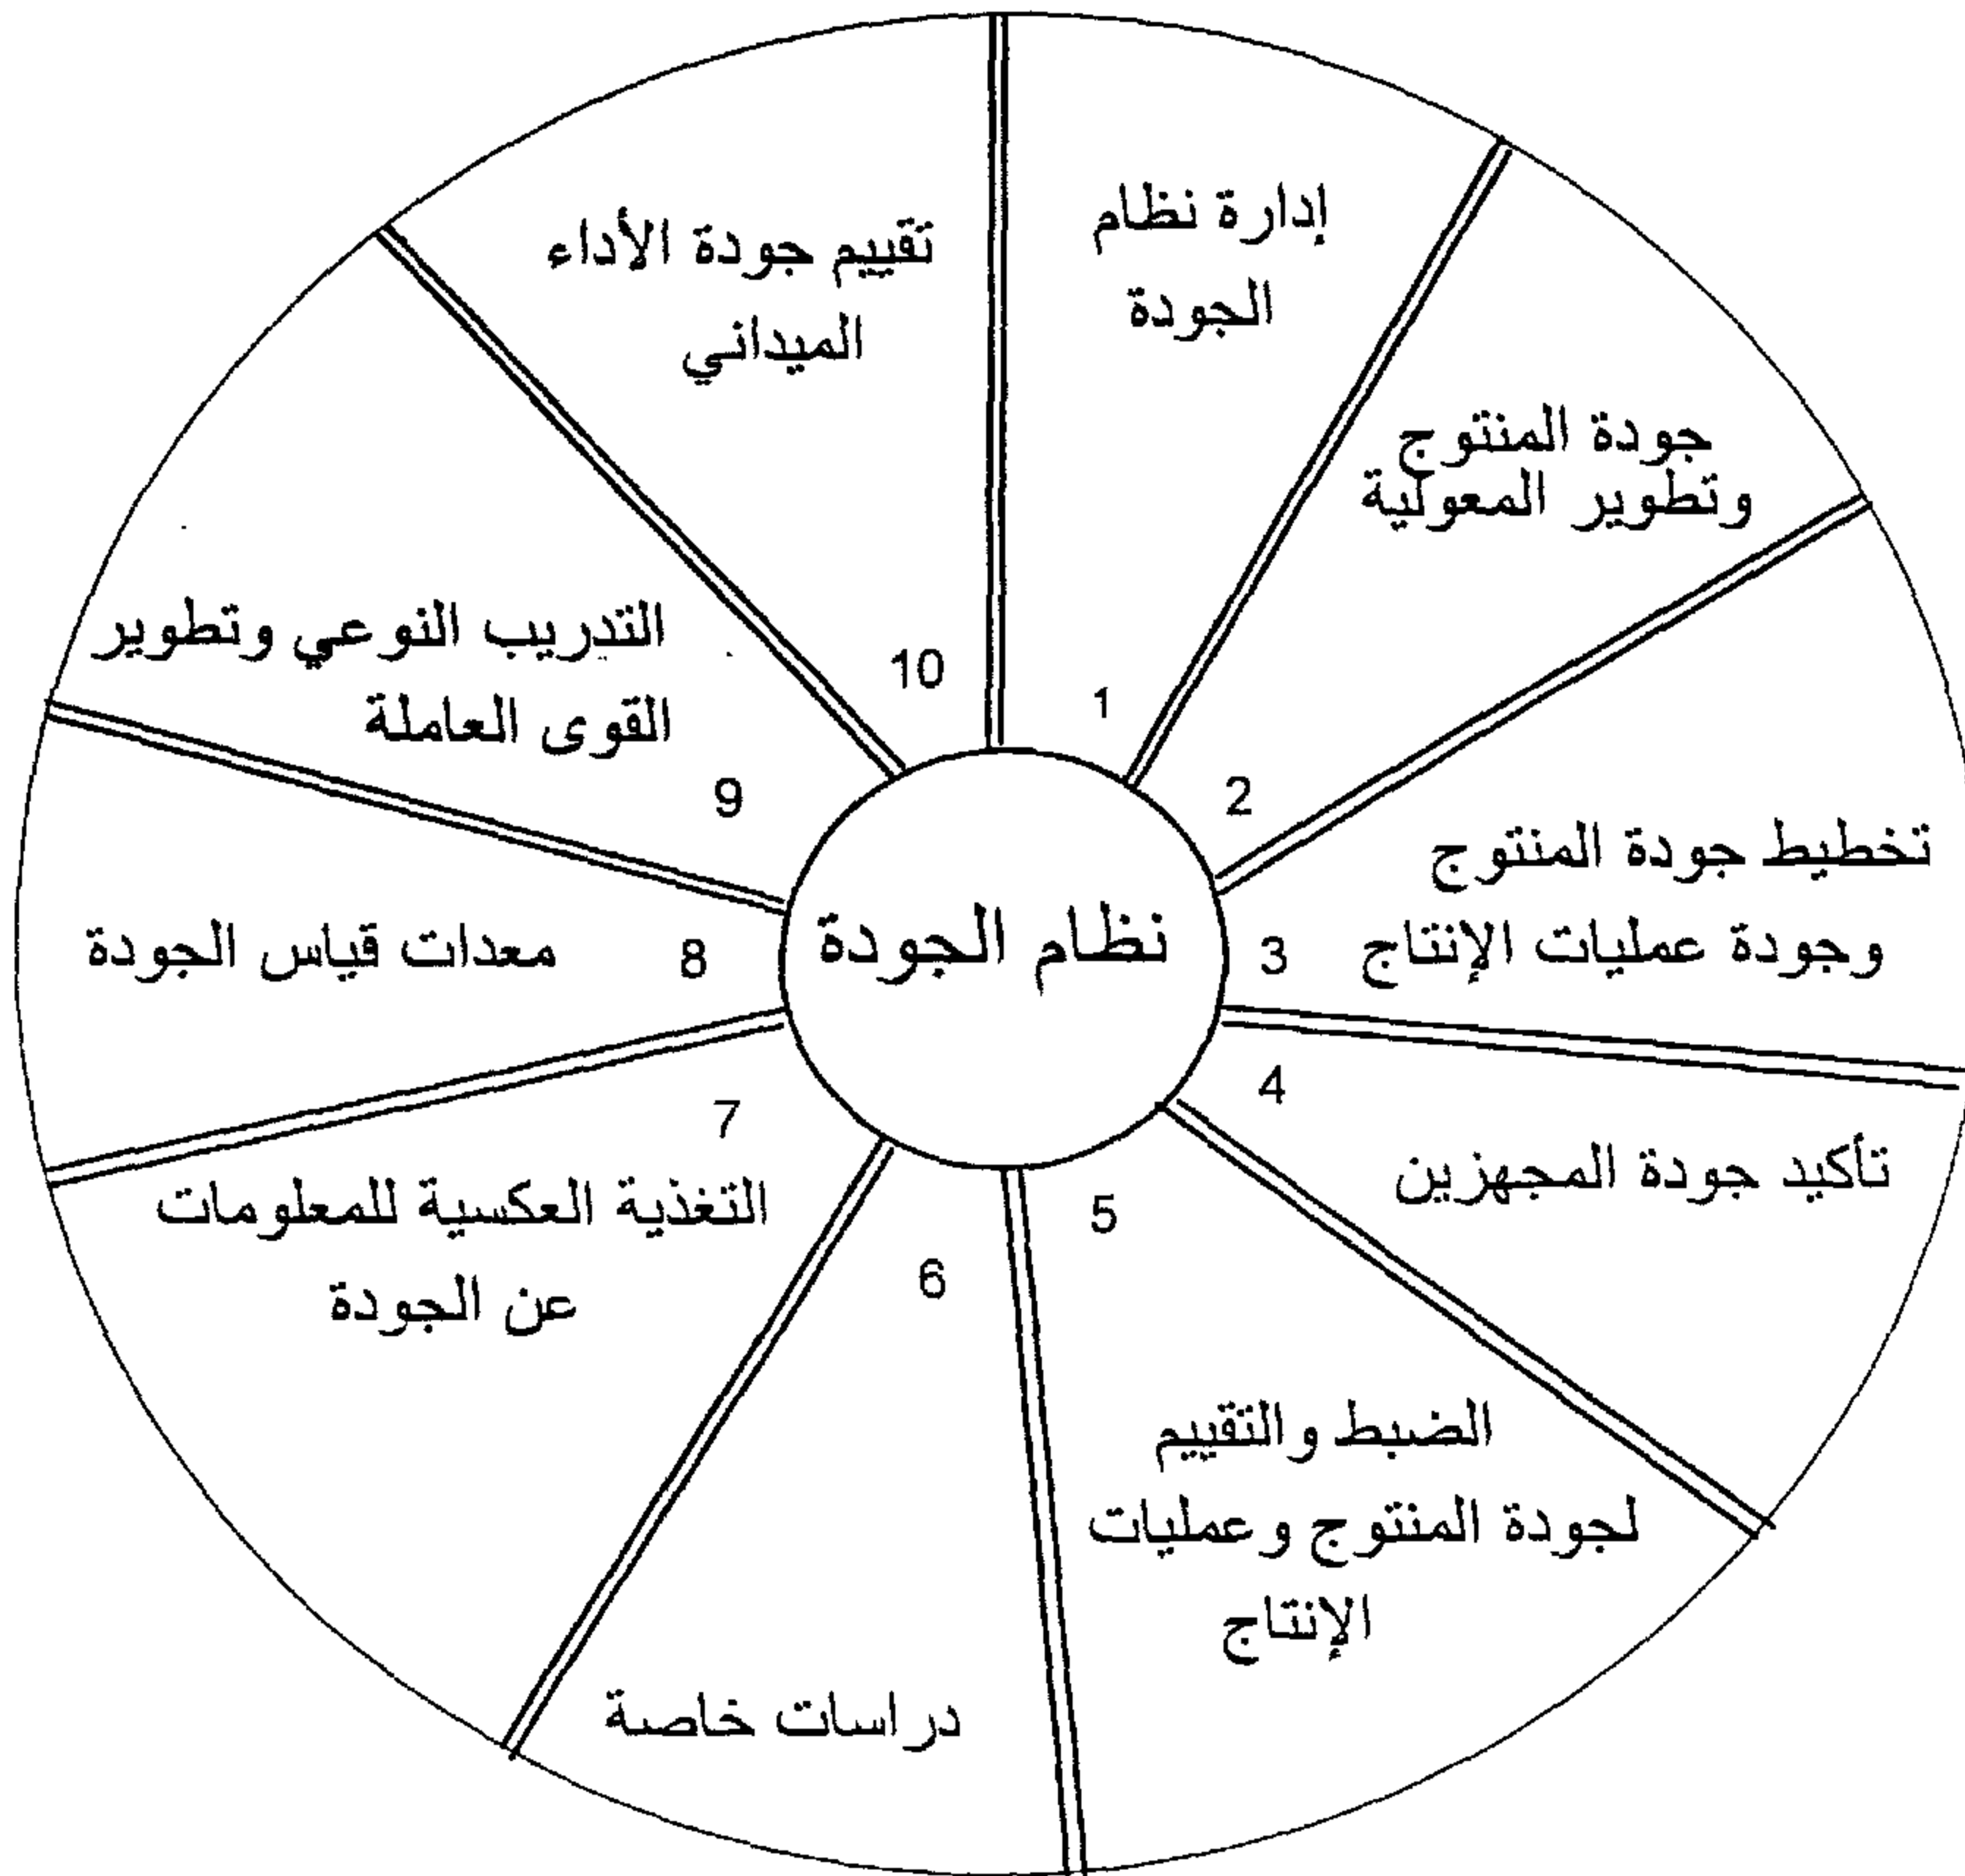 نظام الجودة
1
إدارة نظام
الجودة
2
جودة المنتوج
وتطوير المعولية
3
تخطيط جودة المنتوج
وجودة عمليات الإنتاج
4
تأكيد جودة المجهزين
5
الضبط والتقييم
لجودة المنتوج وعمليات
الإنتاج
6
دراسات خاصة
7
التغذية العكسية للمعلومات
عن الجودة
8
معدات قياس الجودة
9
التدريب النوعي وتطوير
القوى العاملة
10
تقييم جودة الأداء
الميداني